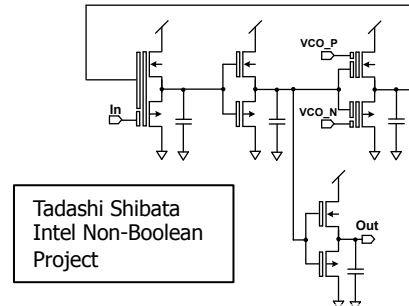 VCO_P
In
VCO_N
Out
Tadashi Shibata
Intel Non-Boolean
Project